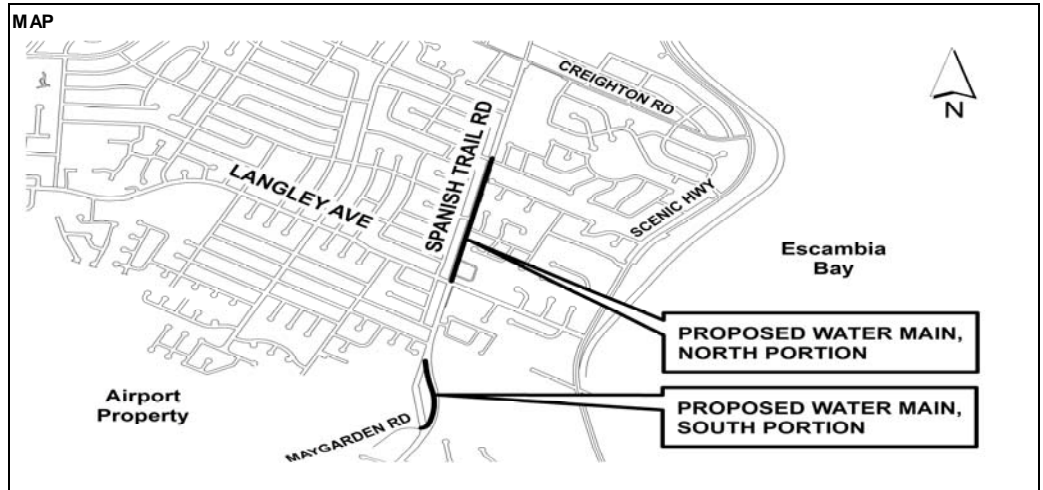 MAP
CREIGHTON RD
N
SPANISH TRAIL RD
LANGLEY AVE
SCENIC HWY
Escambia
Bay
PROPOSED WATER MAIN,
NORTH PORTION
Airport
Property
PROPOSED WATER MAIN,
SOUTH PORTION
MAYGARDEN RD